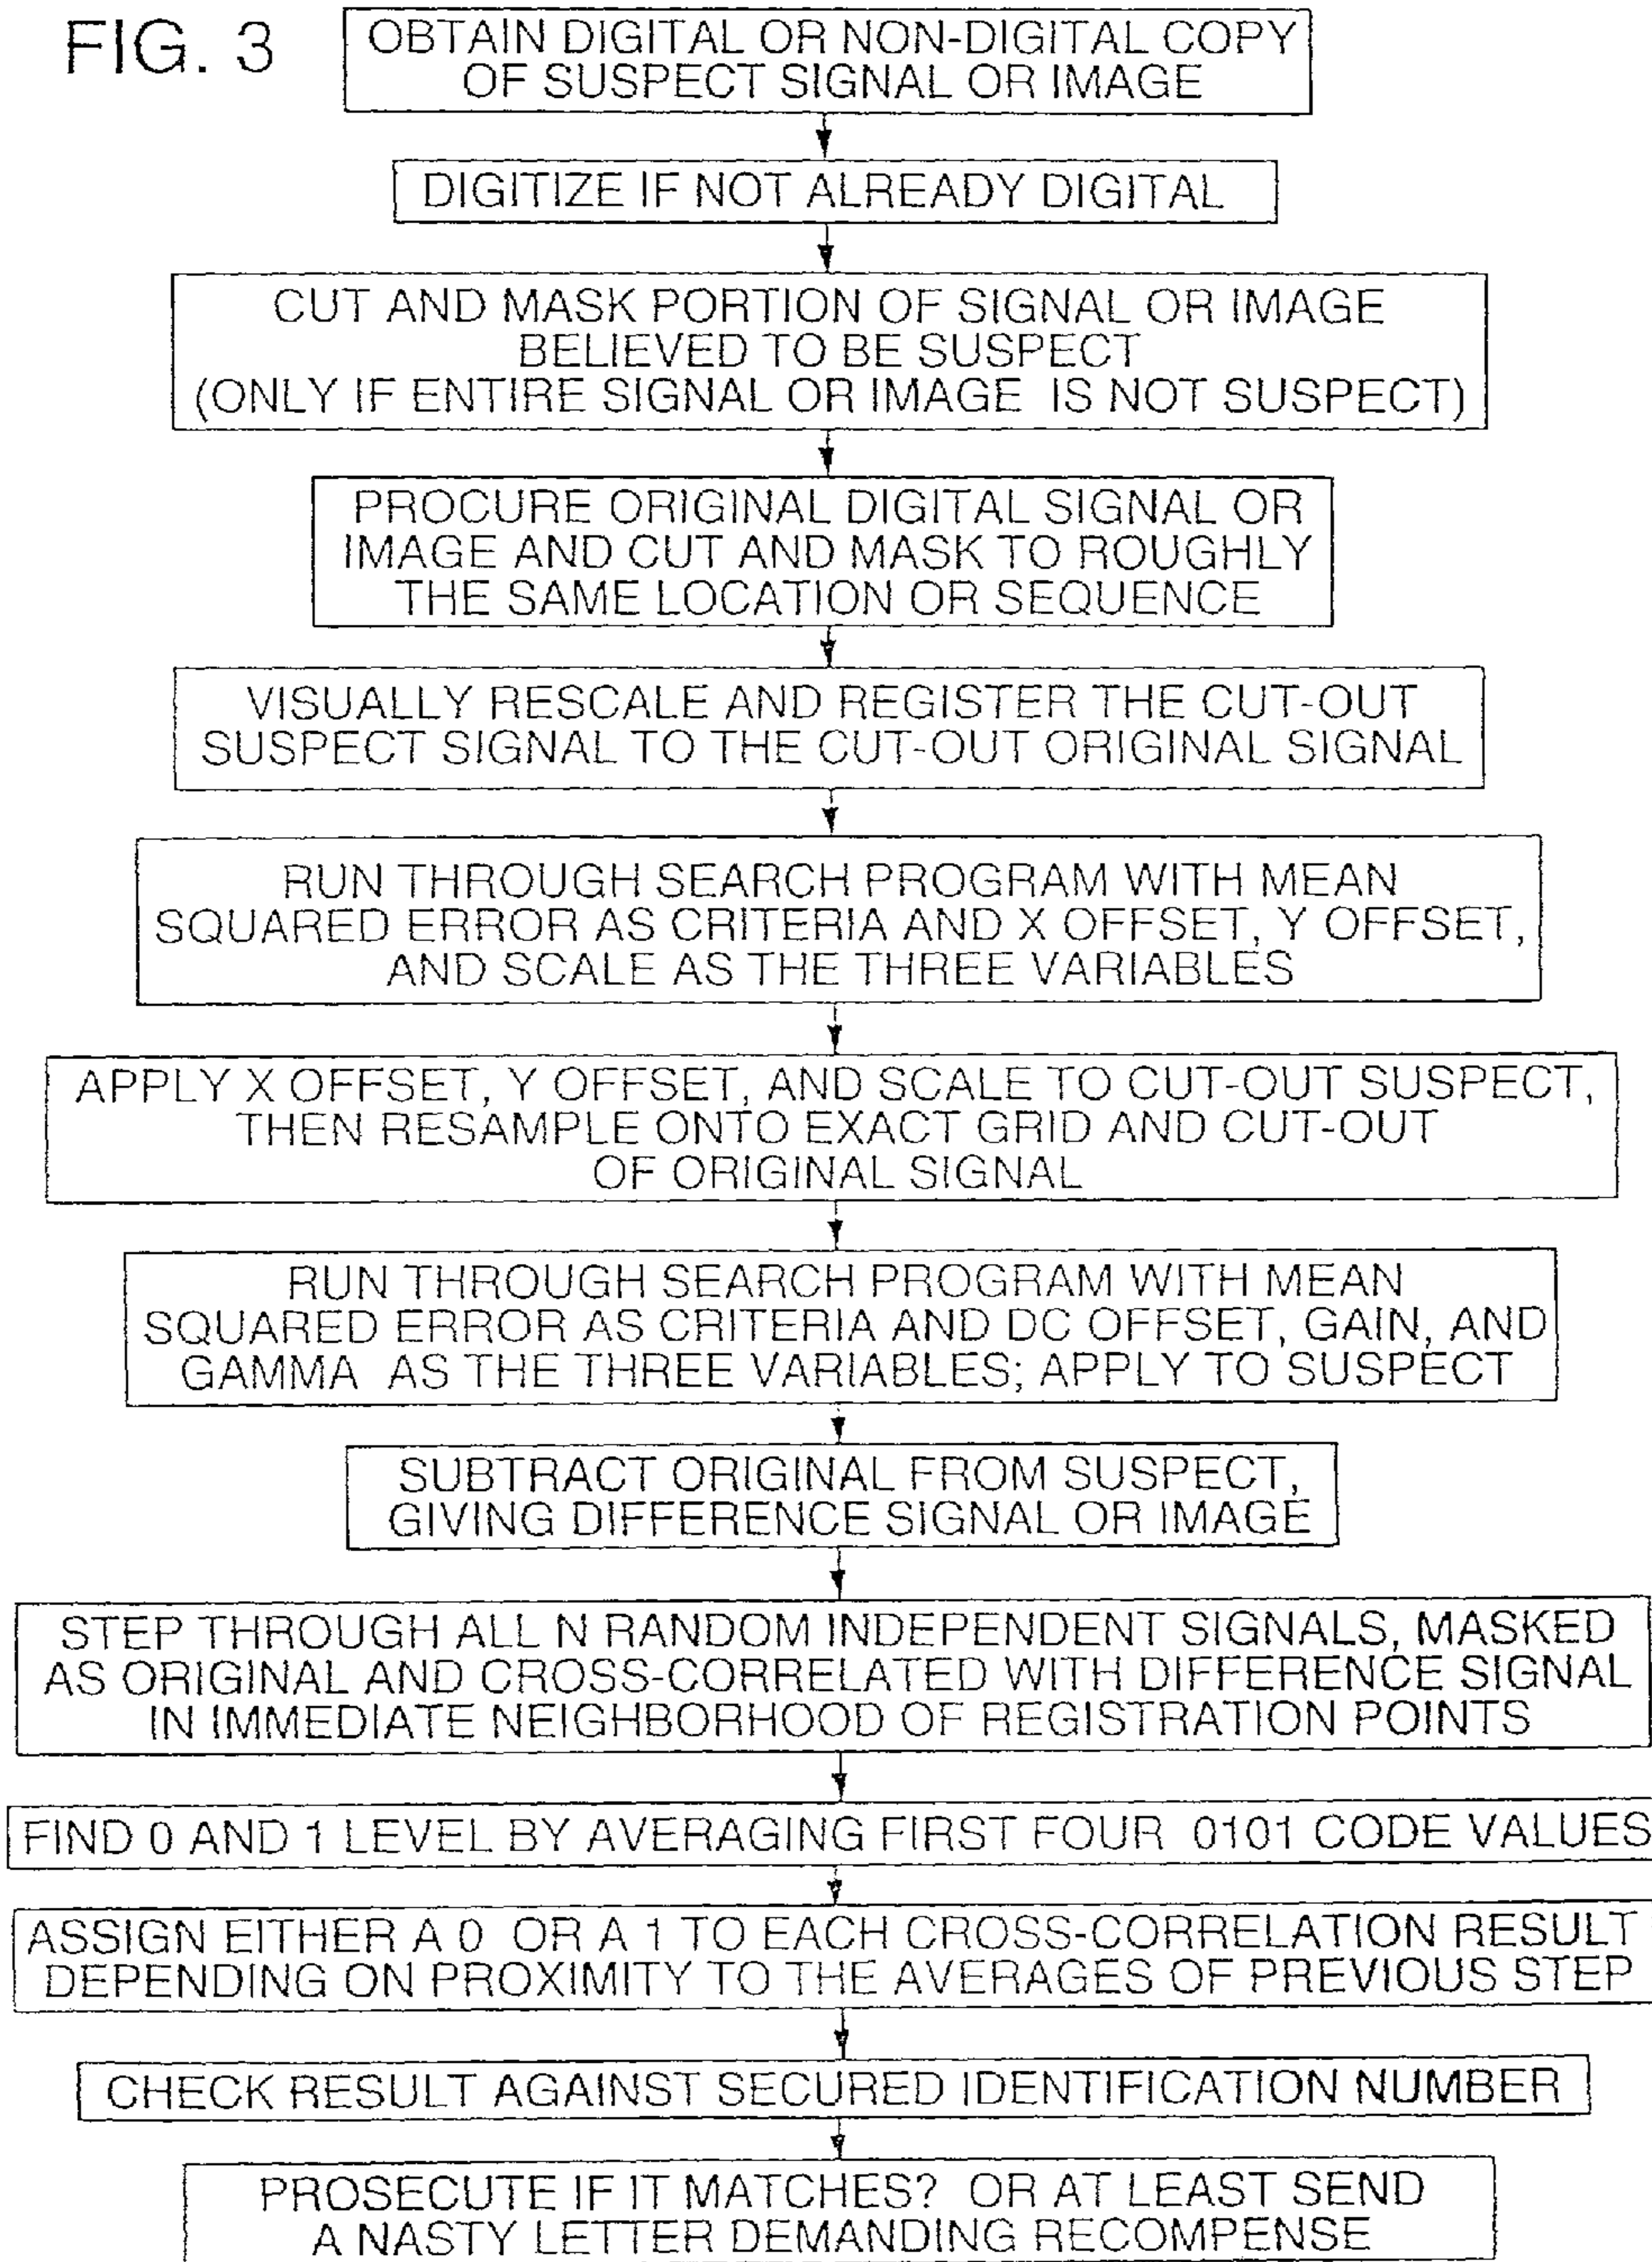 FIG. 3
OBTAIN DIGITAL OR NON-DIGITAL COPY
OF SUSPECT SIGNAL OR IMAGE
DIGITIZE IF NOT ALREADY DIGITAL
CUT AND MASK PORTION OF SIGNAL OR IMAGE
BELIEVED TO BE SUSPECT
(ONLY IF ENTIRE SIGNAL OR IMAGE IS NOT SUSPECT)
PROCURE ORIGINAL DIGITAL SIGNAL OR
IMAGE AND CUT AND MASK TO ROUGHLY
THE SAME LOCATION OR SEQUENCE
VISUALLY RESCALE AND REGISTER THE CUT-OUT
SUSPECT SIGNAL TO THE CUT-OUT ORIGINAL SIGNAL
RUN THROUGH SEARCH PROGRAM WITH MEAN
SQUARED ERROR AS CRITERIA AND X OFFSET, Y OFFSET,
AND SCALE AS THE THREE VARIABLES
APPLY X OFFSET, Y OFFSET, AND SCALE TO CUT-OUT SUSPECT,
THEN RESAMPLE ONTO EXACT GRID AND CUT-OUT
OF ORIGINAL SIGNAL
RUN THROUGH SEARCH PROGRAM WITH MEAN
SQUARED ERROR AS CRITERIA AND DC OFFSET, GAIN, AND
GAMMA AS THE THREE VARIABLES; APPLY TO SUSPECT
SUBTRACT ORIGINAL FROM SUSPECT,
GIVING DIFFERENCE SIGNAL OR IMAGE
STEP THROUGH ALL N RANDOM INDEPENDENT SIGNALS, MASKED
AS ORIGINAL AND CROSS-CORRELATED WITH DIFFERENCE SIGNAL
IN IMMEDIATE NEIGHBORHOOD OF REGISTRATION POINTS
FIND 0 AND 1 LEVEL BY AVERAGING FIRST FOUR 0101 CODE VALUES
ASSIGN EITHER A 0 OR A 1 TO EACH CROSS-CORRELATION RESULT
DEPENDING ON PROXIMITY TO THE AVERAGES OF PREVIOUS STEP
CHECK RESULT AGAINST SECURED IDENTIFICATION NUMBER
PROSECUTE IF IT MATCHES? OR AT LEAST SEND
A NASTY LETTER DEMANDING RECOMPENSE